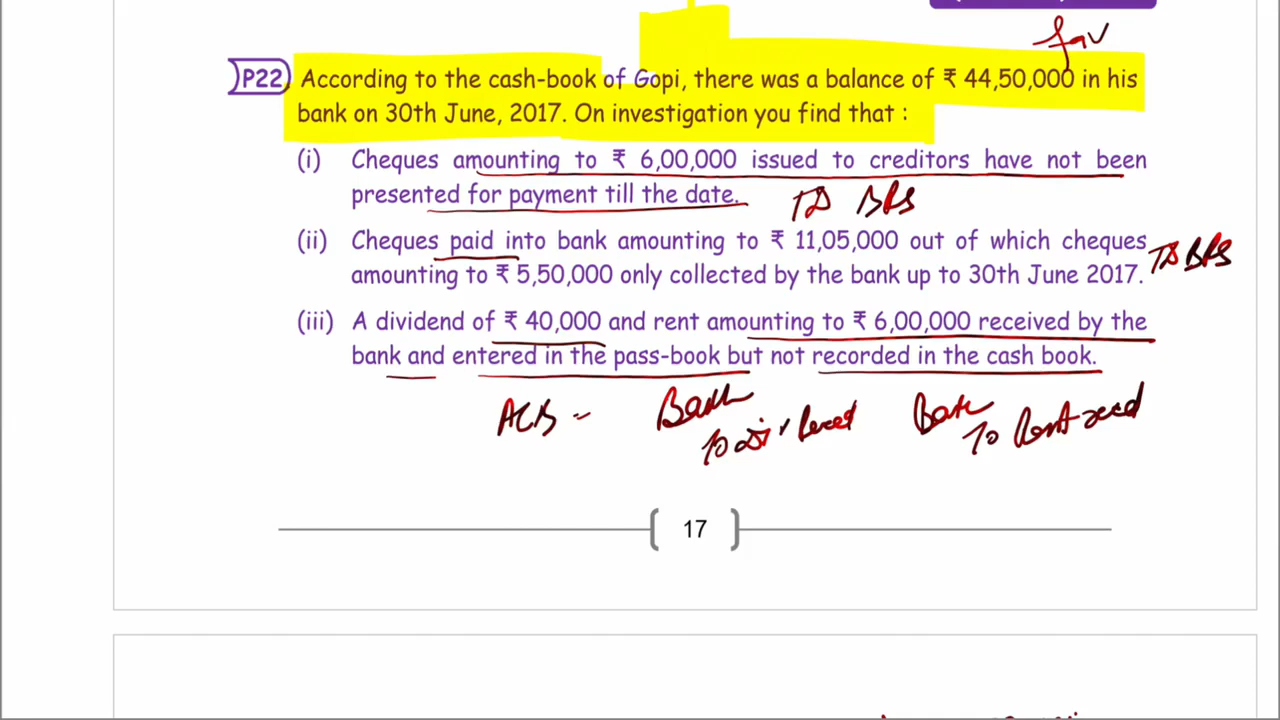 fav
P22 According to the cash-book of Gopi, there was a balance of ₹ 44,50,000 in his
bank on 30th June, 2017. On investigation you find that :
(i) Cheques amounting to ₹ 6,00,000 issued to creditors have not been
presented for payment till the date. TD BRS
(ii) Cheques paid into bank amounting to ₹ 11,05,000 out of which cheques
amounting to ₹ 5,50,000 only collected by the bank up to 30th June 2017. TD BRS
(iii) A dividend of ₹ 40,000 and rent amounting to ₹ 6,00,000 received by the
bank and entered in the pass-book but not recorded in the cash book.
ACB = Bank Bank
To Div Reced To Rent reced
17